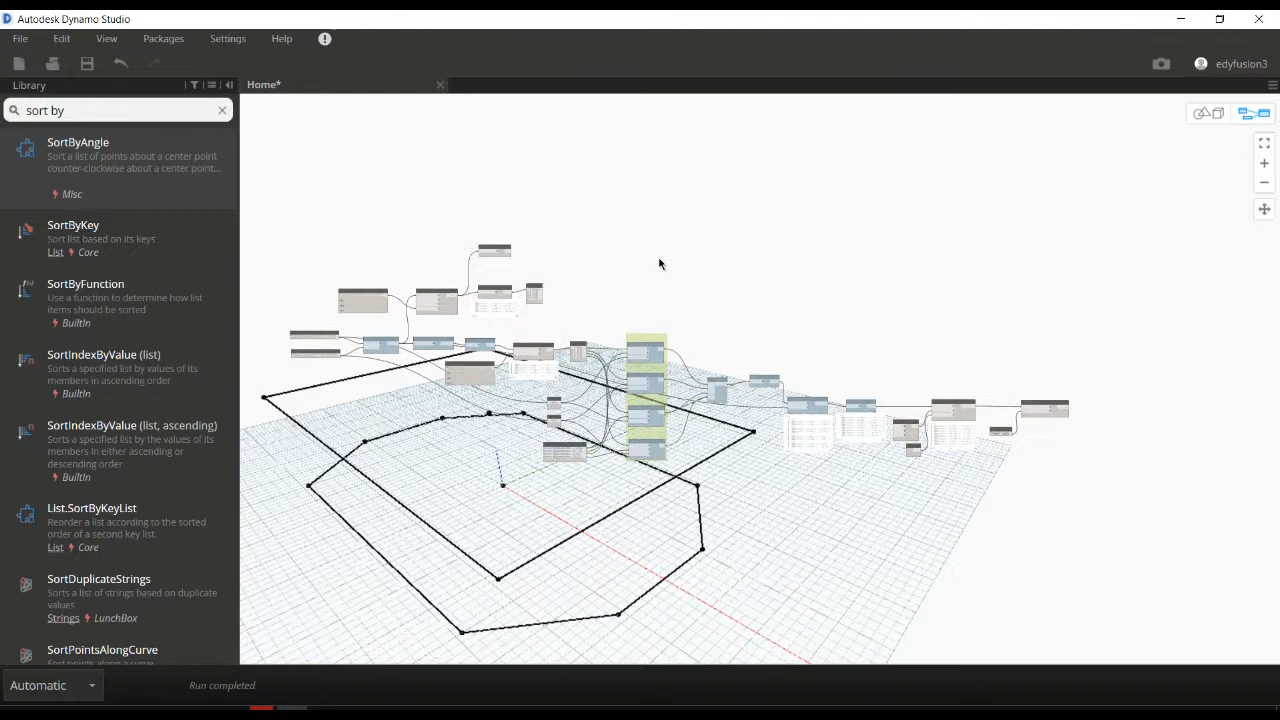 Autodesk Dynamo Studio
File Edit View Packages Settings Help
edyfusion3
Library
Home*
sort by
SortByAngle
Sort a list of points about a center point
counter-clockwise about a center point...
Misc
SortByKey
Sort list based on its keys
List Core
SortByFunction
Use a function to determine how list
items should be sorted
BuiltIn
SortIndexByValue (list)
Sorts a specified list by values of its
members in ascending order
BuiltIn
SortIndexByValue (list, ascending)
Sorts a specified list by the values of its
members in either ascending or
descending order
BuiltIn
List.SortByKeyList
Reorder a list according to the sorted
order of a second key list.
List Core
SortDuplicateStrings
Sorts a list of strings based on duplicate
values
Strings LunchBox
SortPointsAlongCurve
Sort points along a curve
Automatic
Run completed.